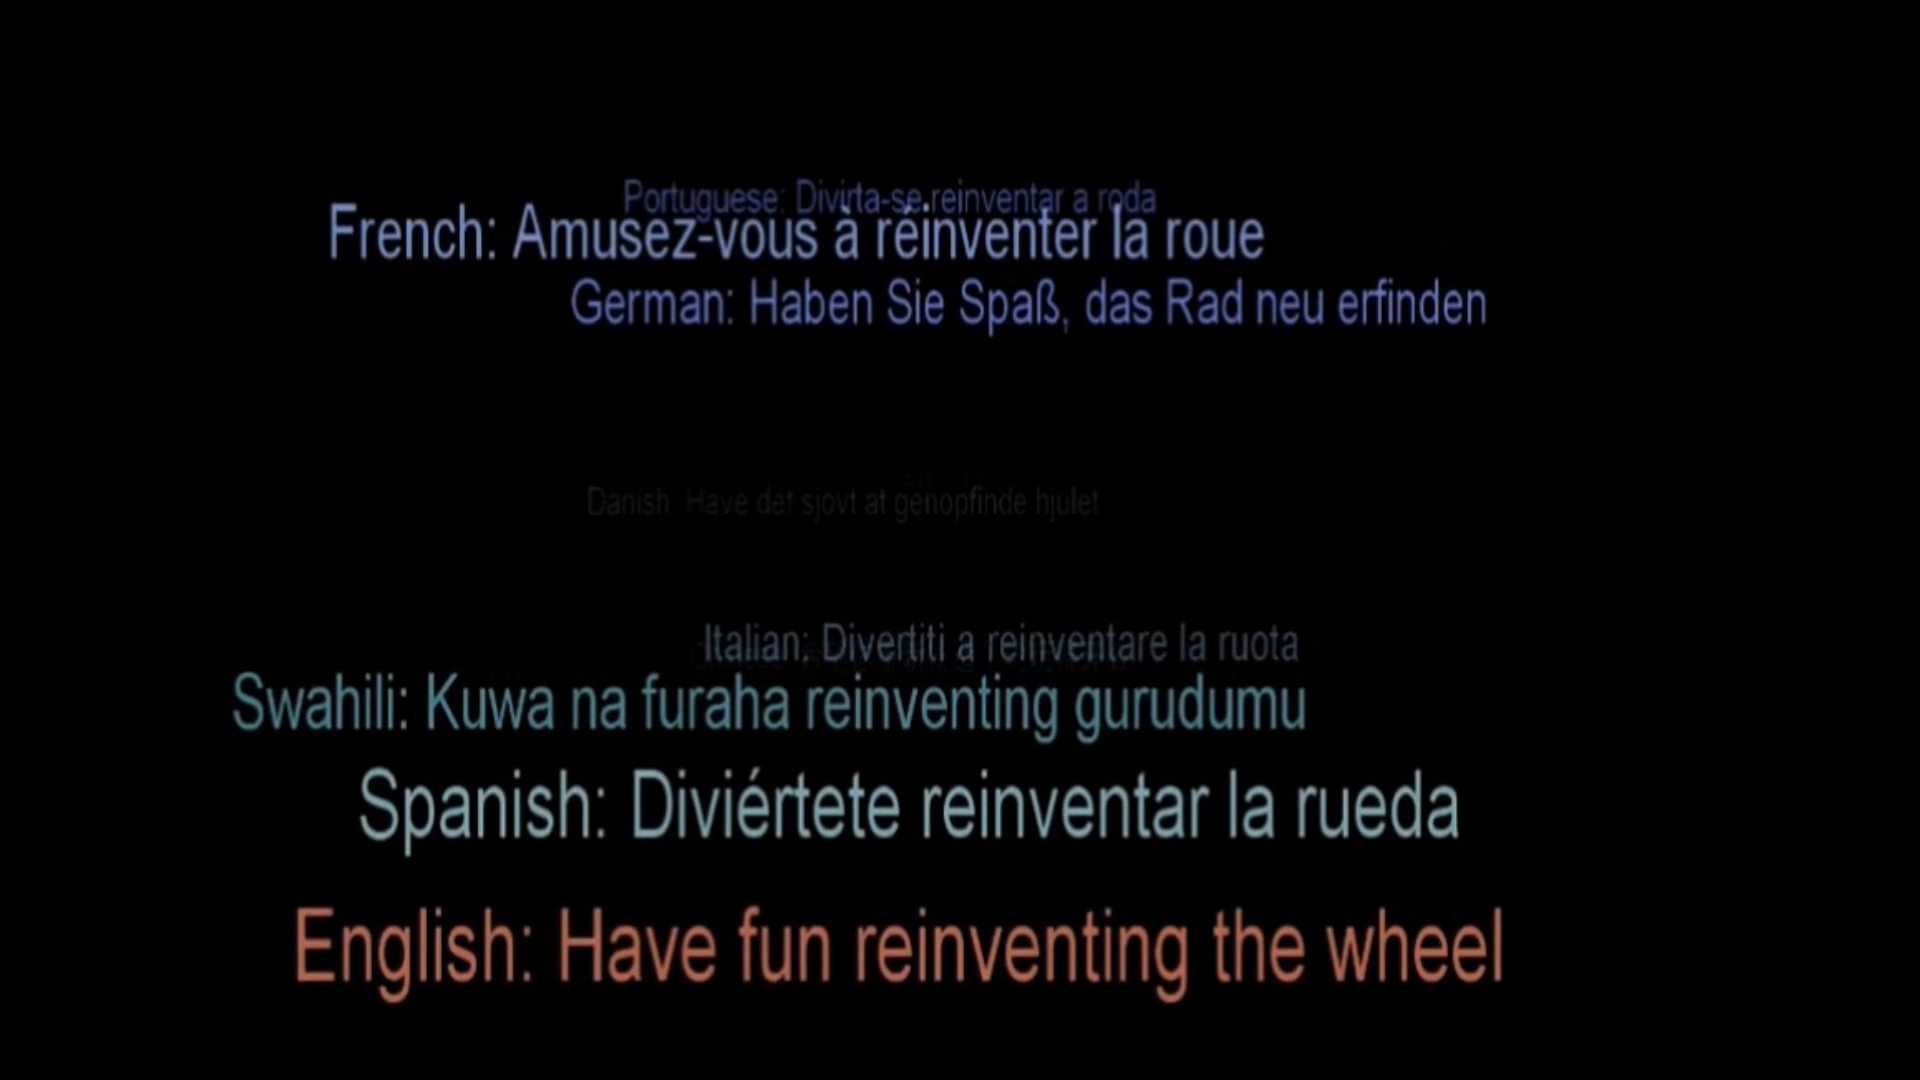 Portuguese: Divirta-se reinventar a roda
French: Amusez-vous à réinventer la roue
German: Haben Sie Spaß, das Rad neu erfinden
Danish: Have det sjovt at genopfinde hjulet
Italian: Divertiti a reinventare la ruota
Swahili: Kuwa na furaha reinventing gurudumu
Spanish: Diviértete reinventar la rueda
English: Have fun reinventing the wheel